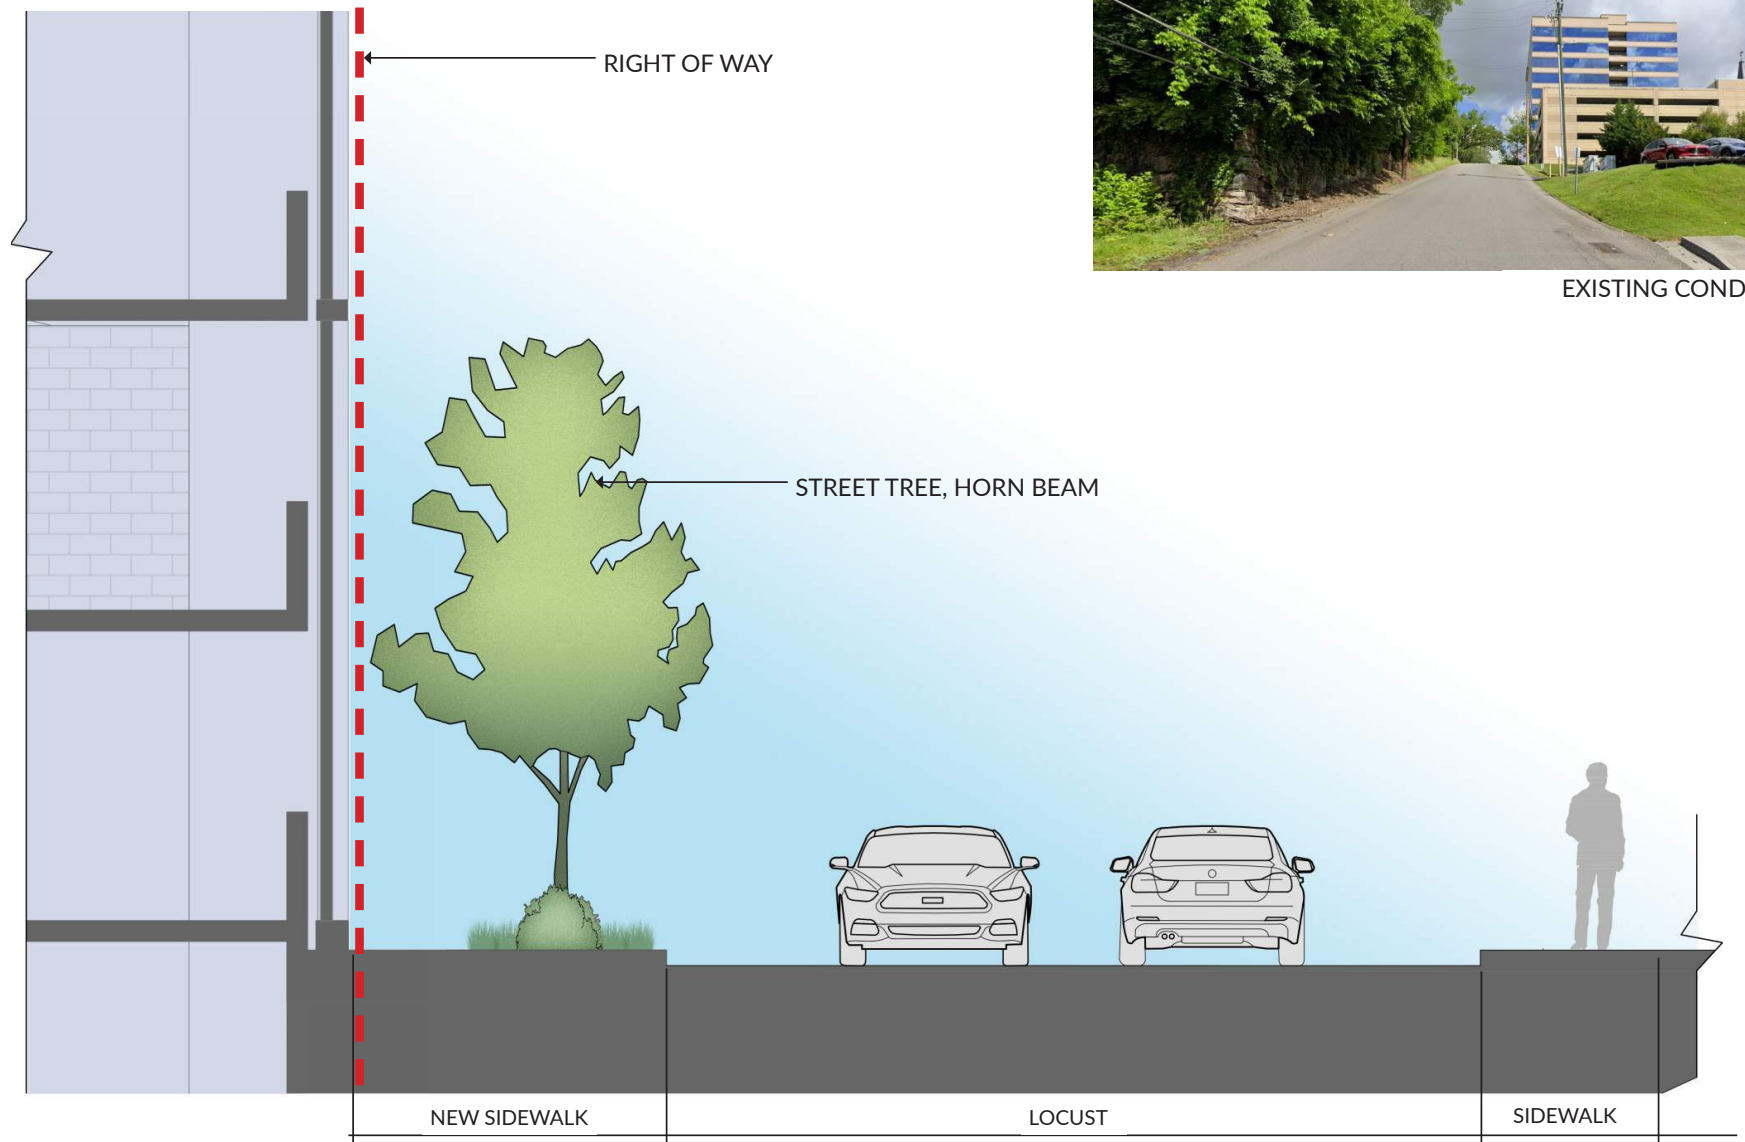 RIGHT OF WAY
EXISTING COND
STREET TREE, HORN BEAM
NEW SIDEWALK
LOCUST
SIDEWALK